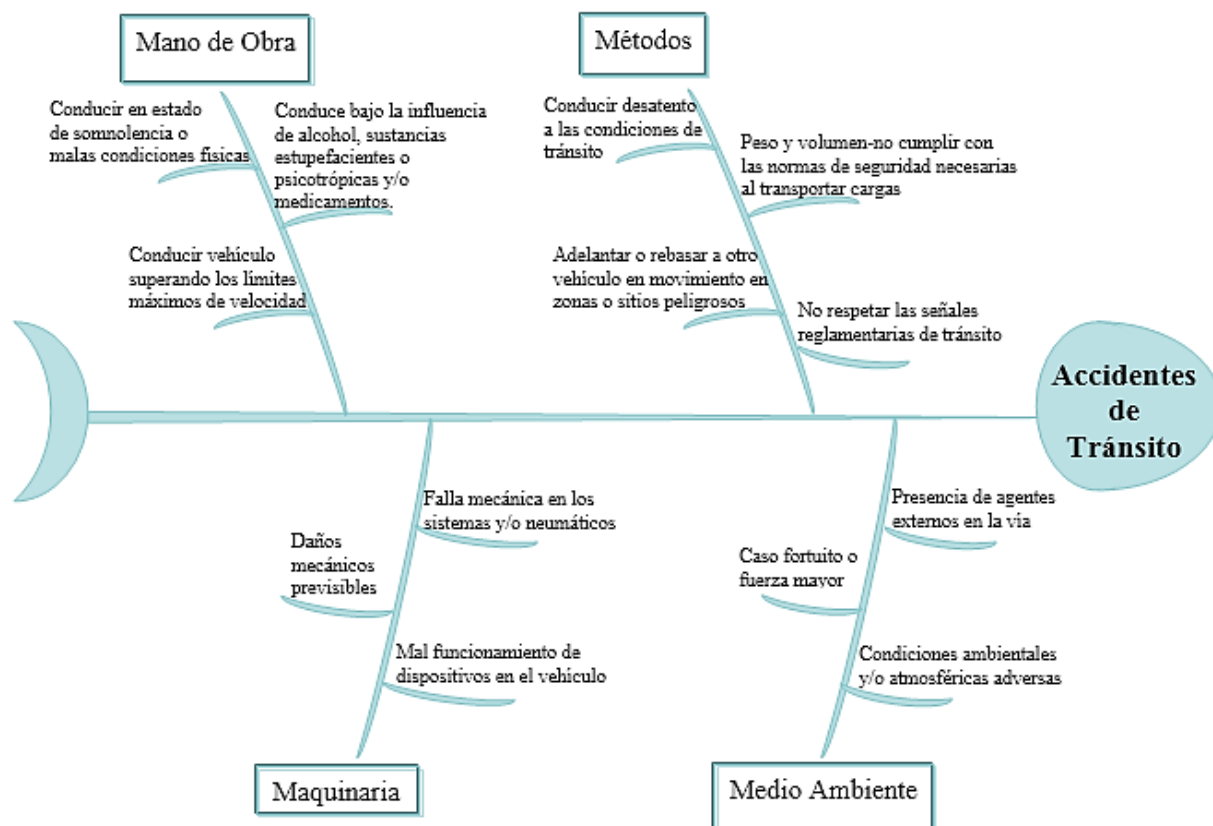 Mano de Obra
Métodos
Conducir en estado
de somnolencia o
malas condiciones físicas
Conduce bajo la influencia
de alcohol, sustancias
estupefacientes o
psicotrópicas y/o
medicamentos.
Conducir vehículo
superando los límites
máximos de velocidad
Conducir desatento
a las condiciones de
tránsito
Peso y volumen-no cumplir con
las normas de seguridad necesarias
al transportar cargas
Adelantar o rebasar a otro
vehículo en movimiento en
zonas o sitios peligrosos
No respetar las señales
reglamentarias de tránsito
Accidentes
de
Tránsito
Falla mecánica en los
sistemas y/o neumáticos
Daños
mecánicos
previsibles
Mal funcionamiento de
dispositivos en el vehículo
Presencia de agentes
externos en la vía
Caso fortuito o
fuerza mayor
Condiciones ambientales
y/o atmosféricas adversas
Maquinaria
Medio Ambiente